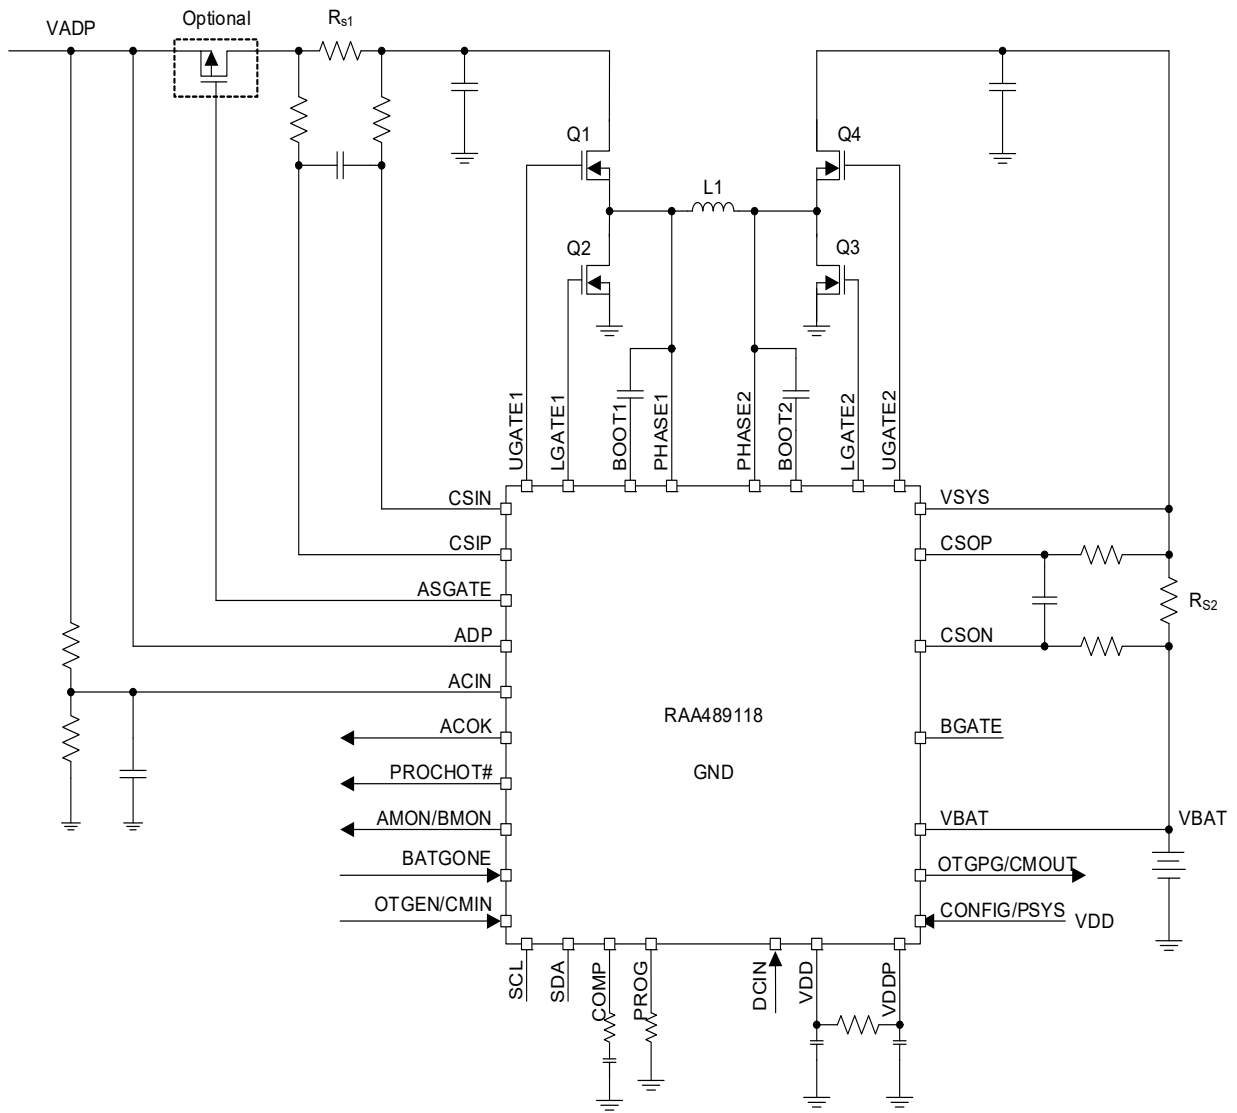 VADP
Optional
Rs1
Q1
Q4
L1
Q2
Q3
UGATE1
LGATE1
BOOT1
PHASE1
PHASE2
BOOT2
LGATE2
UGATE2
CSIN
CSIP
ASGATE
ADP
ACIN
ACOK
PROCHOT#
AMON/BMON
BATGONE
OTGEN/CMIN
RAA489118
GND
VSYS
CSOP
RS2
CSON
BGATE
VBAT
VBAT
OTGPG/CMOUT
CONFIG/PSYS
VDD
SCL
SDA
COMP
PROG
DCIN
VDD
VDDP